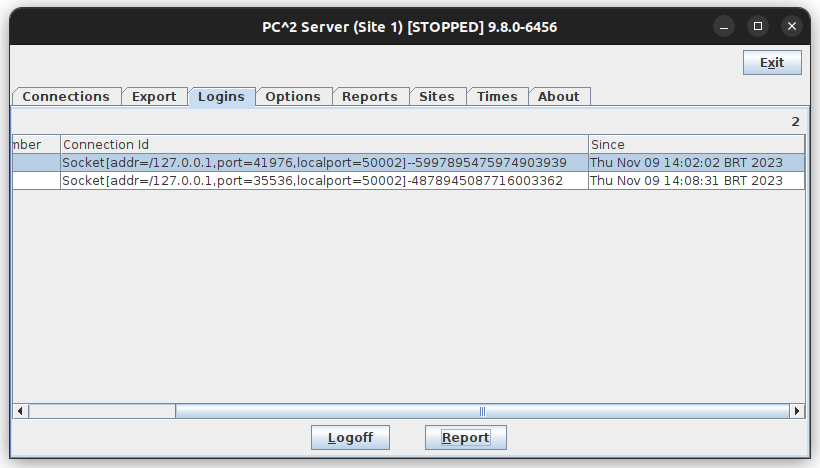 PC^2 Server (Site 1) [STOPPED] 9.8.0-6456
Exit
Connections Export Logins Options Reports Sites Times About
2
mber Connection Id Since
Socket[addr=/127.0.0.1,port=41976,localport=50002]--5997895475974903939 Thu Nov 09 14:02:02 BRT 2023
Socket[addr=/127.0.0.1,port=35536,localport=50002]-4878945087716003362 Thu Nov 09 14:08:31 BRT 2023
Logoff Report